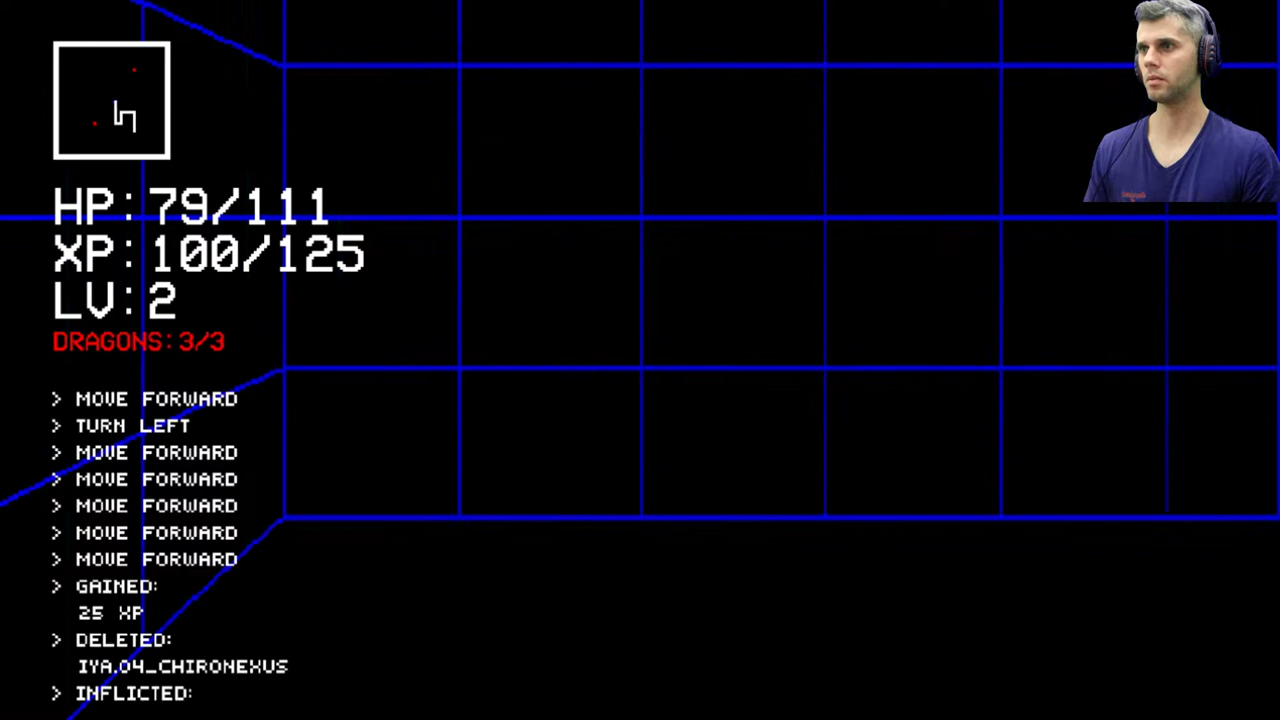 HP: 79/111
XP: 100/125
LV: 2
DRAGONS: 3/3
> MOVE FORWARD
> TURN LEFT
> MOVE FORWARD
> MOVE FORWARD
> MOVE FORWARD
> MOVE FORWARD
> MOVE FORWARD
> GAINED:
25 XP
> DELETED:
IYA.04_CHIRONEXUS
> INFLICTED: